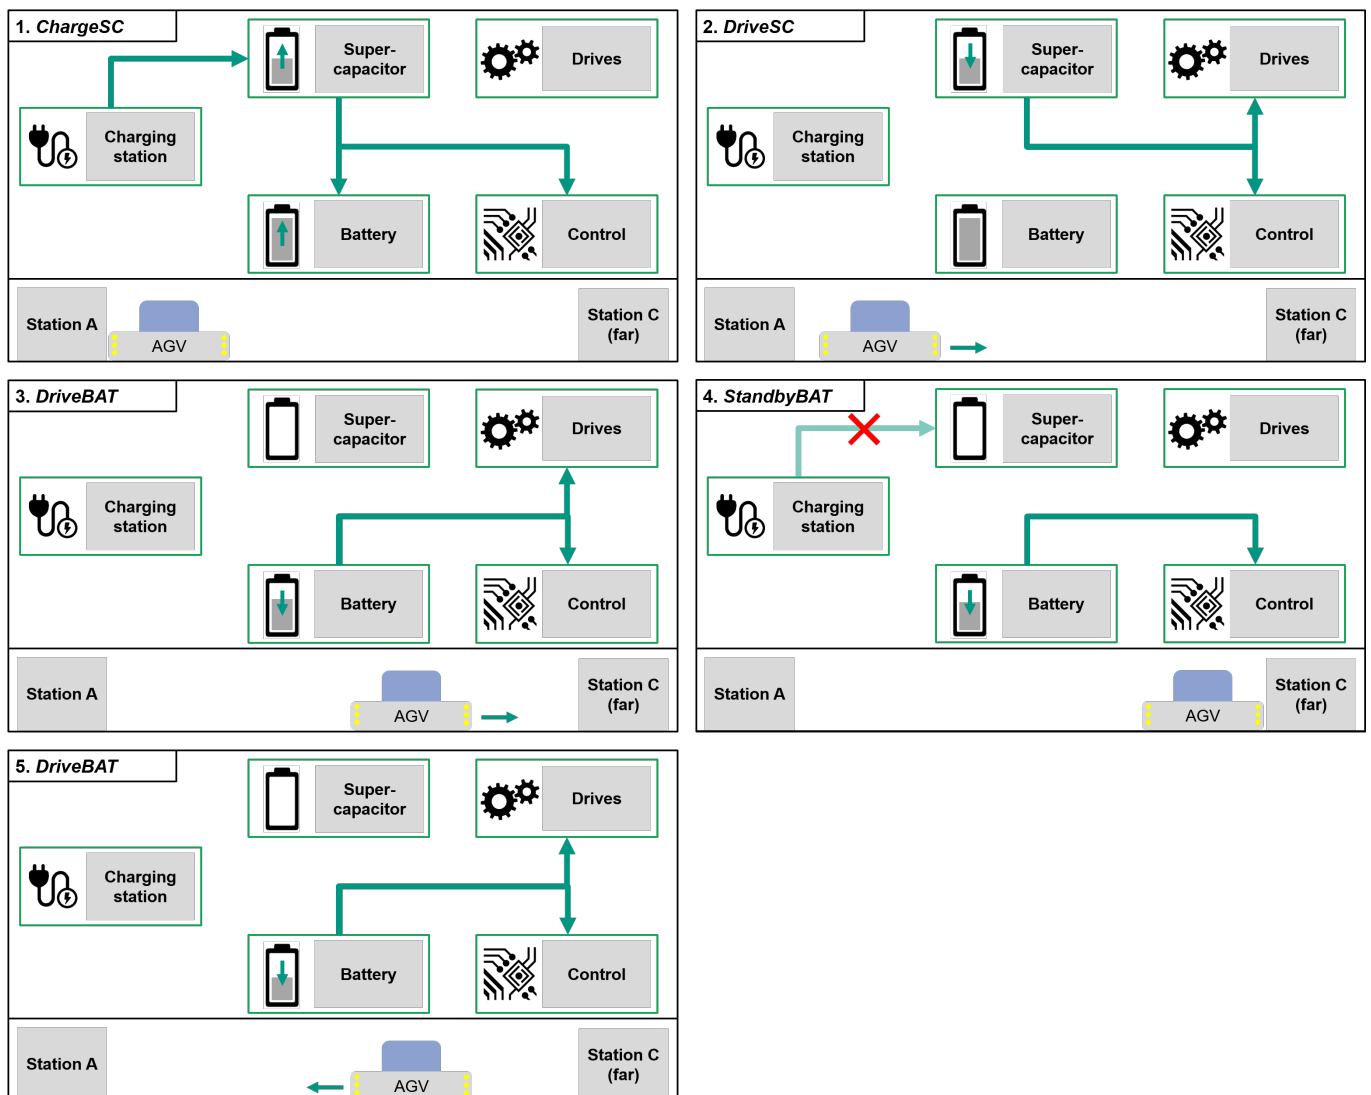 1. ChargeSC
Super-
capacitor
Drives
Charging
station
Battery
Control
Station A
AGV
Station C
(far)
2. DriveSC
Super-
capacitor
Drives
Charging
station
Battery
Control
Station A
AGV
Station C
(far)
3. DriveBAT
Super-
capacitor
Drives
Charging
station
Battery
Control
Station A
AGV
Station C
(far)
4. StandbyBAT
Super-
capacitor
Drives
Charging
station
Battery
Control
Station A
AGV
Station C
(far)
5. DriveBAT
Super-
capacitor
Drives
Charging
station
Battery
Control
Station A
AGV
Station C
(far)